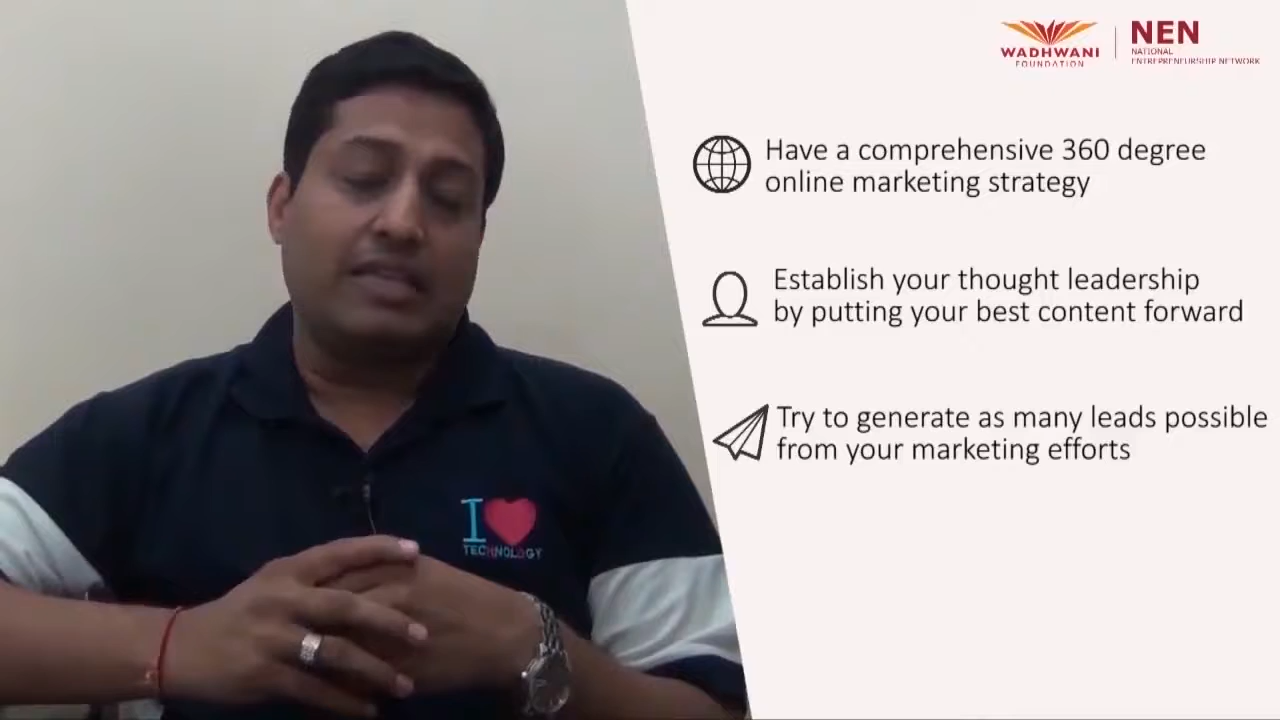 WADHWANI
FOUNDATION
NEN
NATIONAL
ENTREPRENEURSHIP NETWORK
Have a comprehensive 360 degree
online marketing strategy
Establish your thought leadership
by putting your best content forward
Try to generate as many leads possible
from your marketing efforts
I
TECHNOLOGY